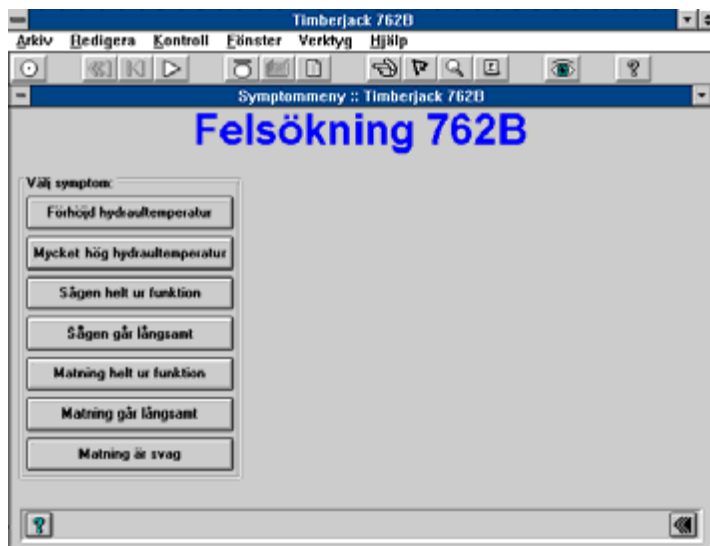 Timberjack 762B
Arkiv Redigera Kontroll Fönster Verktyg Hjälp
?
Symptommeny :: Timberjack 762B
Felsökning 762B
Välj symptom:
Förhöjd hydraultemperatur
Mycket hög hydraultemperatur
Sågen helt ur funktion
Sågen går långsamt
Matning helt ur funktion
Matning går långsamt
Matning är svag
?